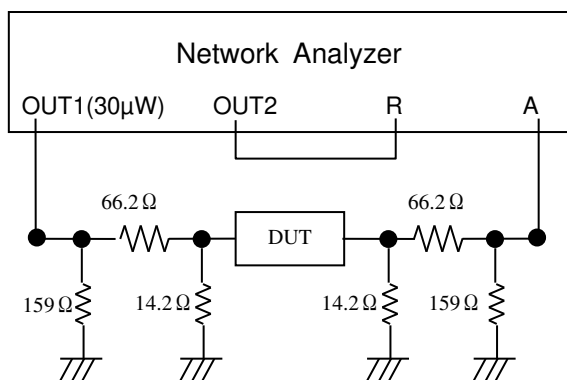 Network Analyzer
OUT1(30µW) OUT2 R A
66.2Ω 66.2Ω
DUT
159Ω 14.2Ω 14.2Ω 159Ω